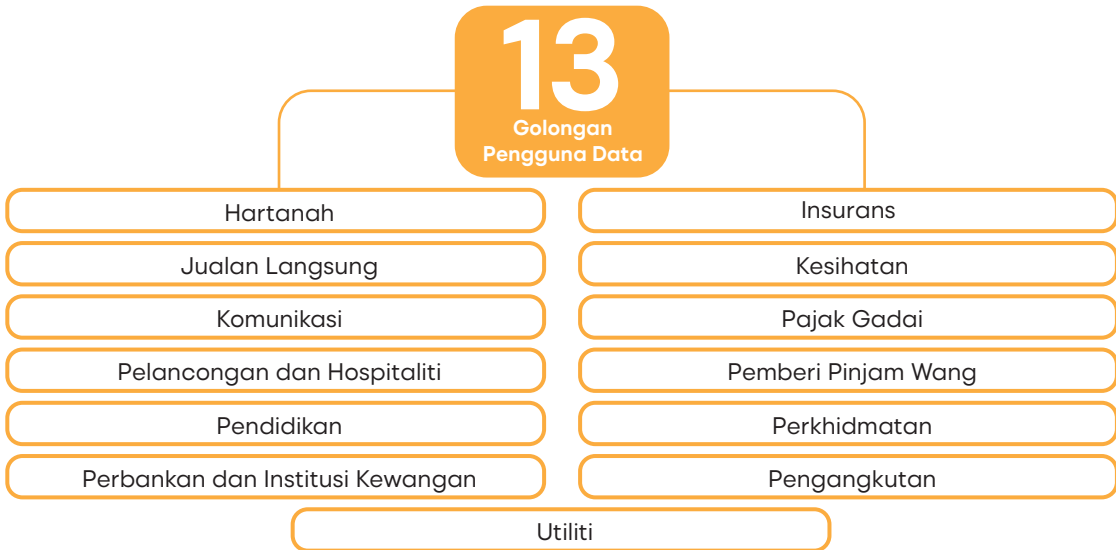 13
Golongan
Pengguna Data
Hartanah
Insurans
Jualan Langsung
Kesihatan
Komunikasi
Pajak Gadai
Pelancongan dan Hospitaliti
Pemberi Pinjam Wang
Pendidikan
Perkhidmatan
Perbankan dan Institusi Kewangan
Pengangkutan
Utiliti